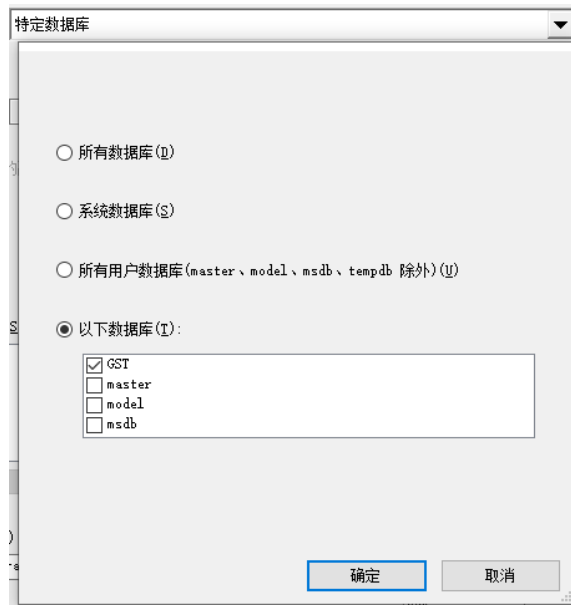 特定数据库
所有数据库(D)
系统数据库(S)
所有用户数据库(master、model、msdb、tempdb 除外)(U)
以下数据库(T):
GST
master
model
msdb
确定
取消